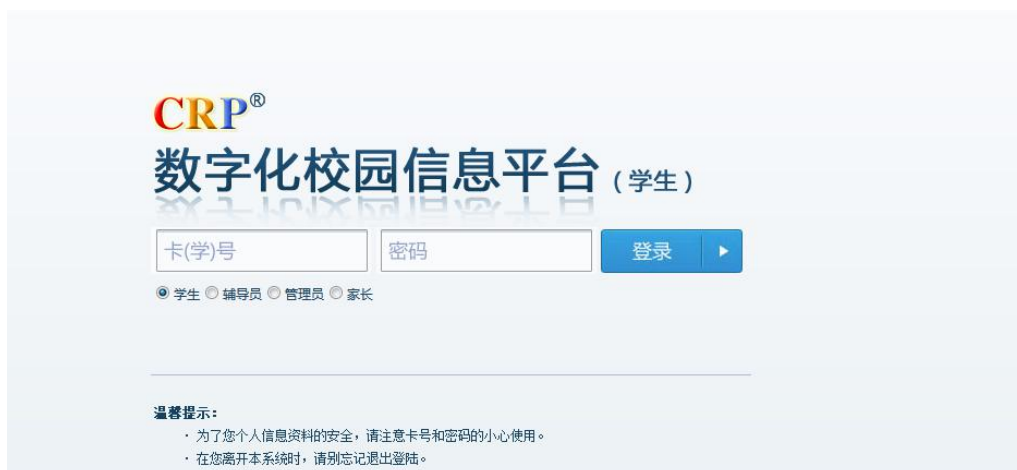 CRP®
数字化校园信息平台（学生）
卡(学)号 密码 登录
学生 辅导员 管理员 家长
温馨提示：
· 为了您个人信息资料的安全，请注意卡号和密码的小心使用。
· 在您离开本系统时，请别忘记退出登陆。